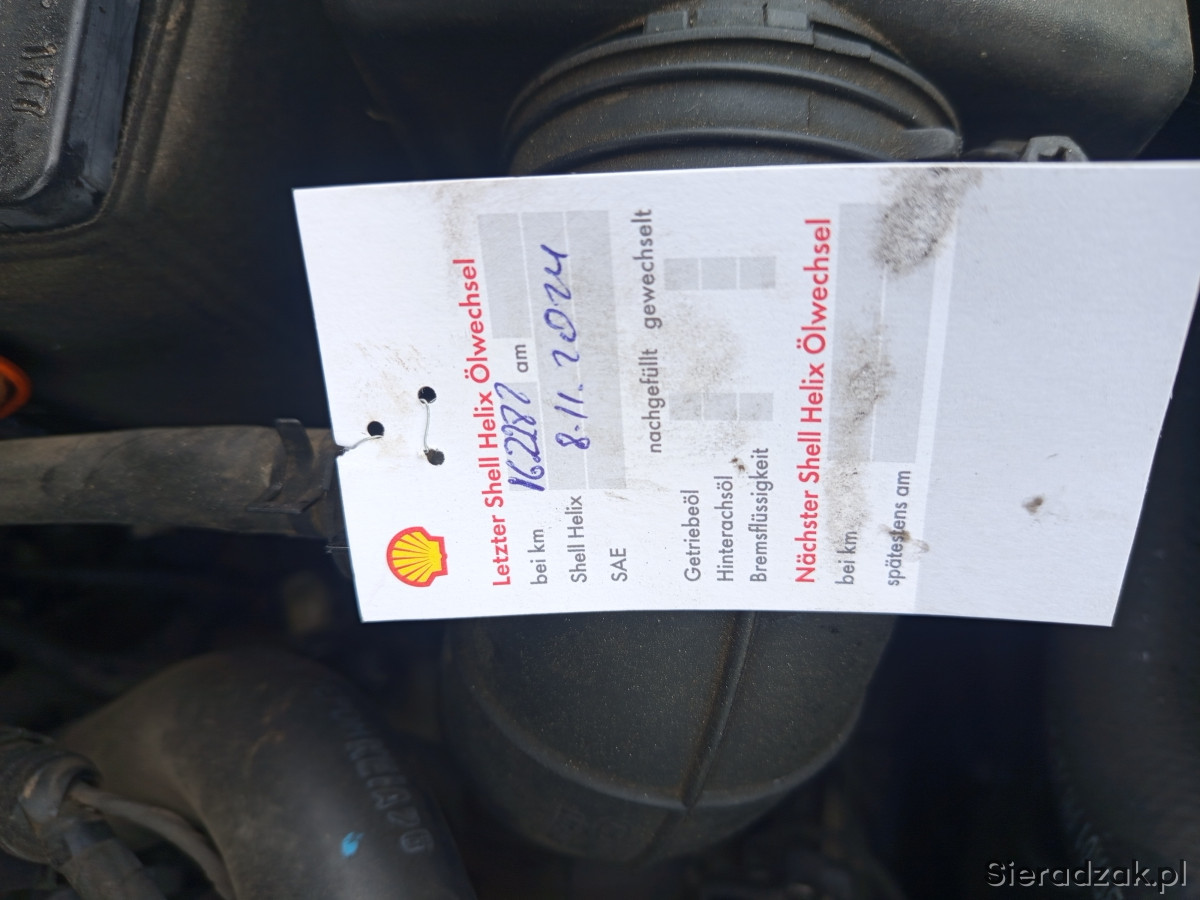 Letzter Shell Helix Ölwechsel
bei km 162287 am
Shell Helix 8.11.2024
SAE
nachgefüllt gewechselt
Getriebeöl
Hinterachsöl
Bremsflüssigkeit
Nächster Shell Helix Ölwechsel
bei km
spätestens am
Sieradzak.pl